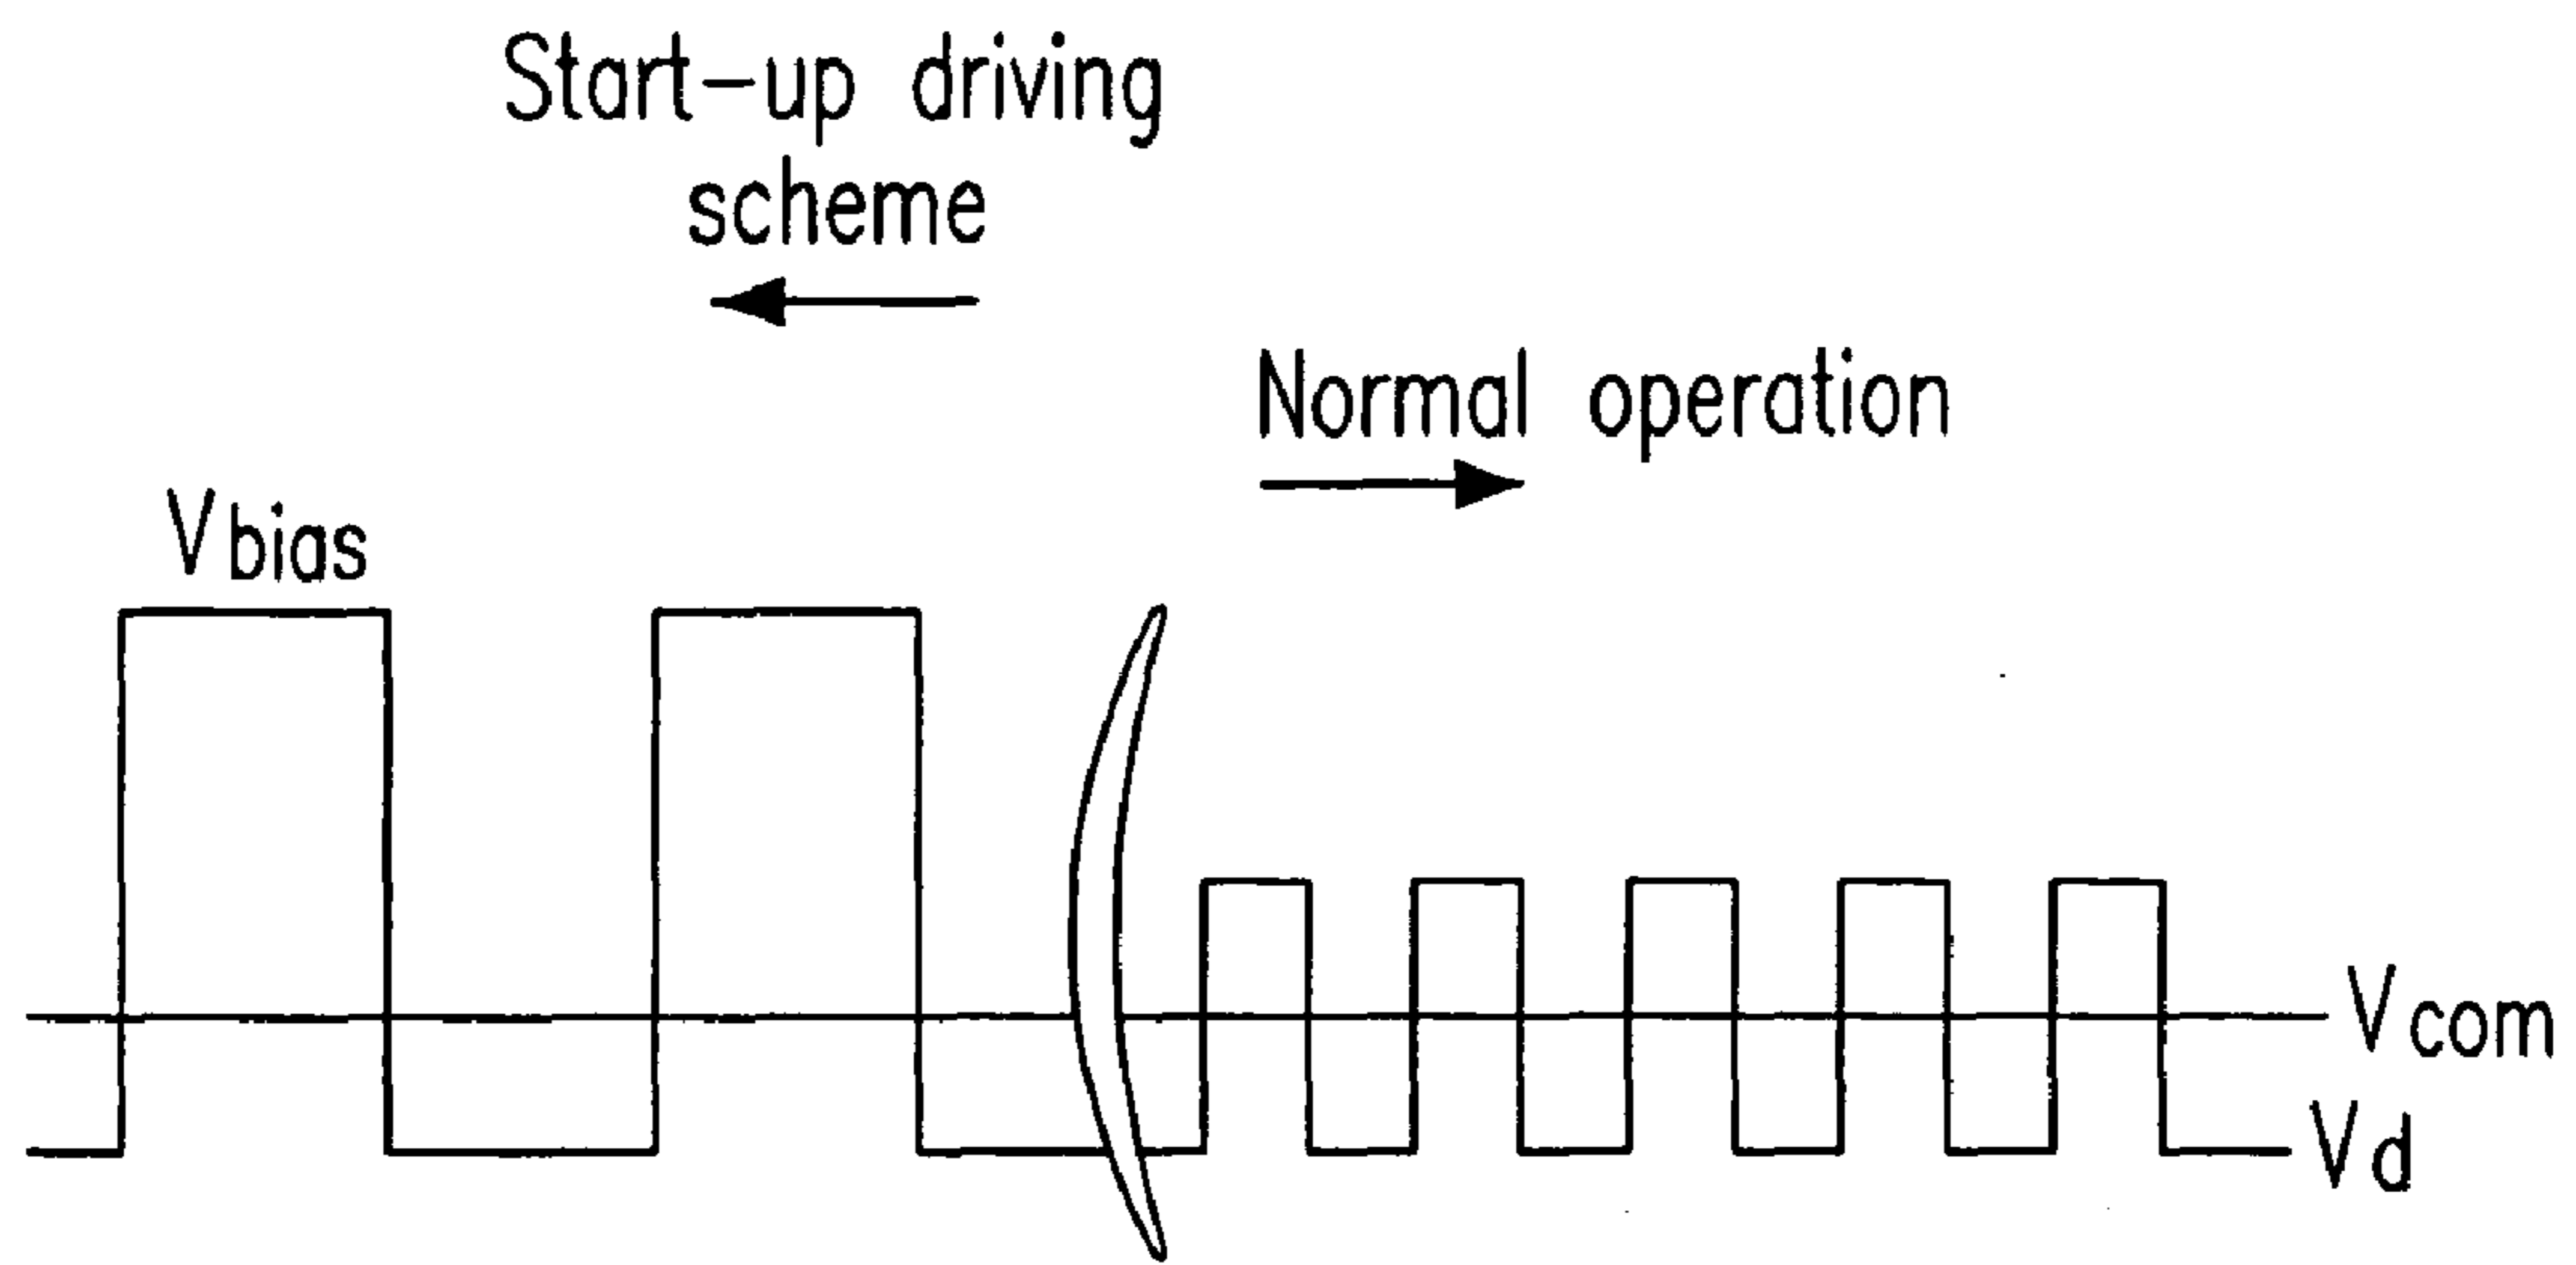 Start-up driving
scheme
Normal operation
Vbias
Vcom
Vd